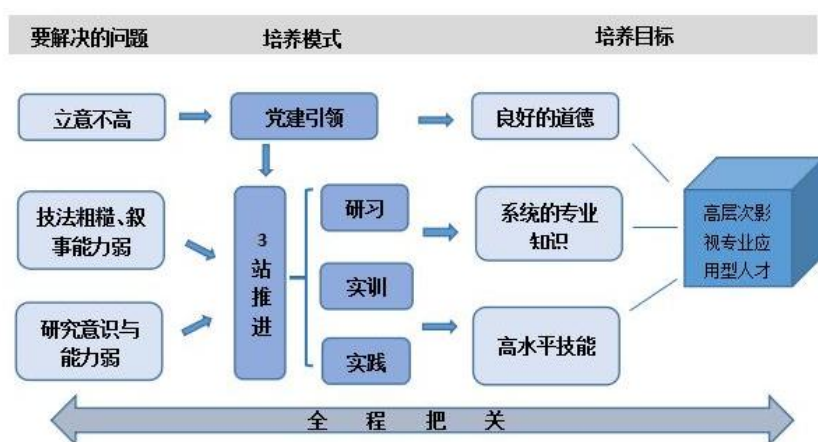 要解决的问题
培养模式
培养目标
立意不高
党建引领
良好的道德
技法粗糙、叙
事能力弱
3
站
推
进
研习
系统的专业
知识
高层次影
视专业应
用型人才
实训
研究意识与
能力弱
实践
高水平技能
全 程 把 关